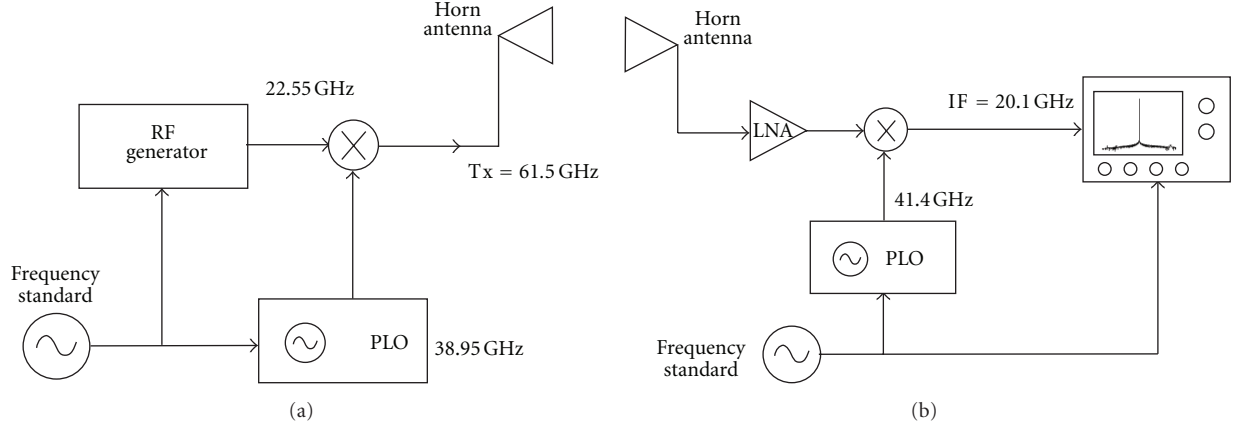 Horn
antenna
22.55 GHz
RF
generator
Tx = 61.5 GHz
Frequency
standard
PLO
38.95 GHz
(a)
Horn
antenna
LNA
IF = 20.1 GHz
41.4 GHz
PLO
Frequency
standard
(b)